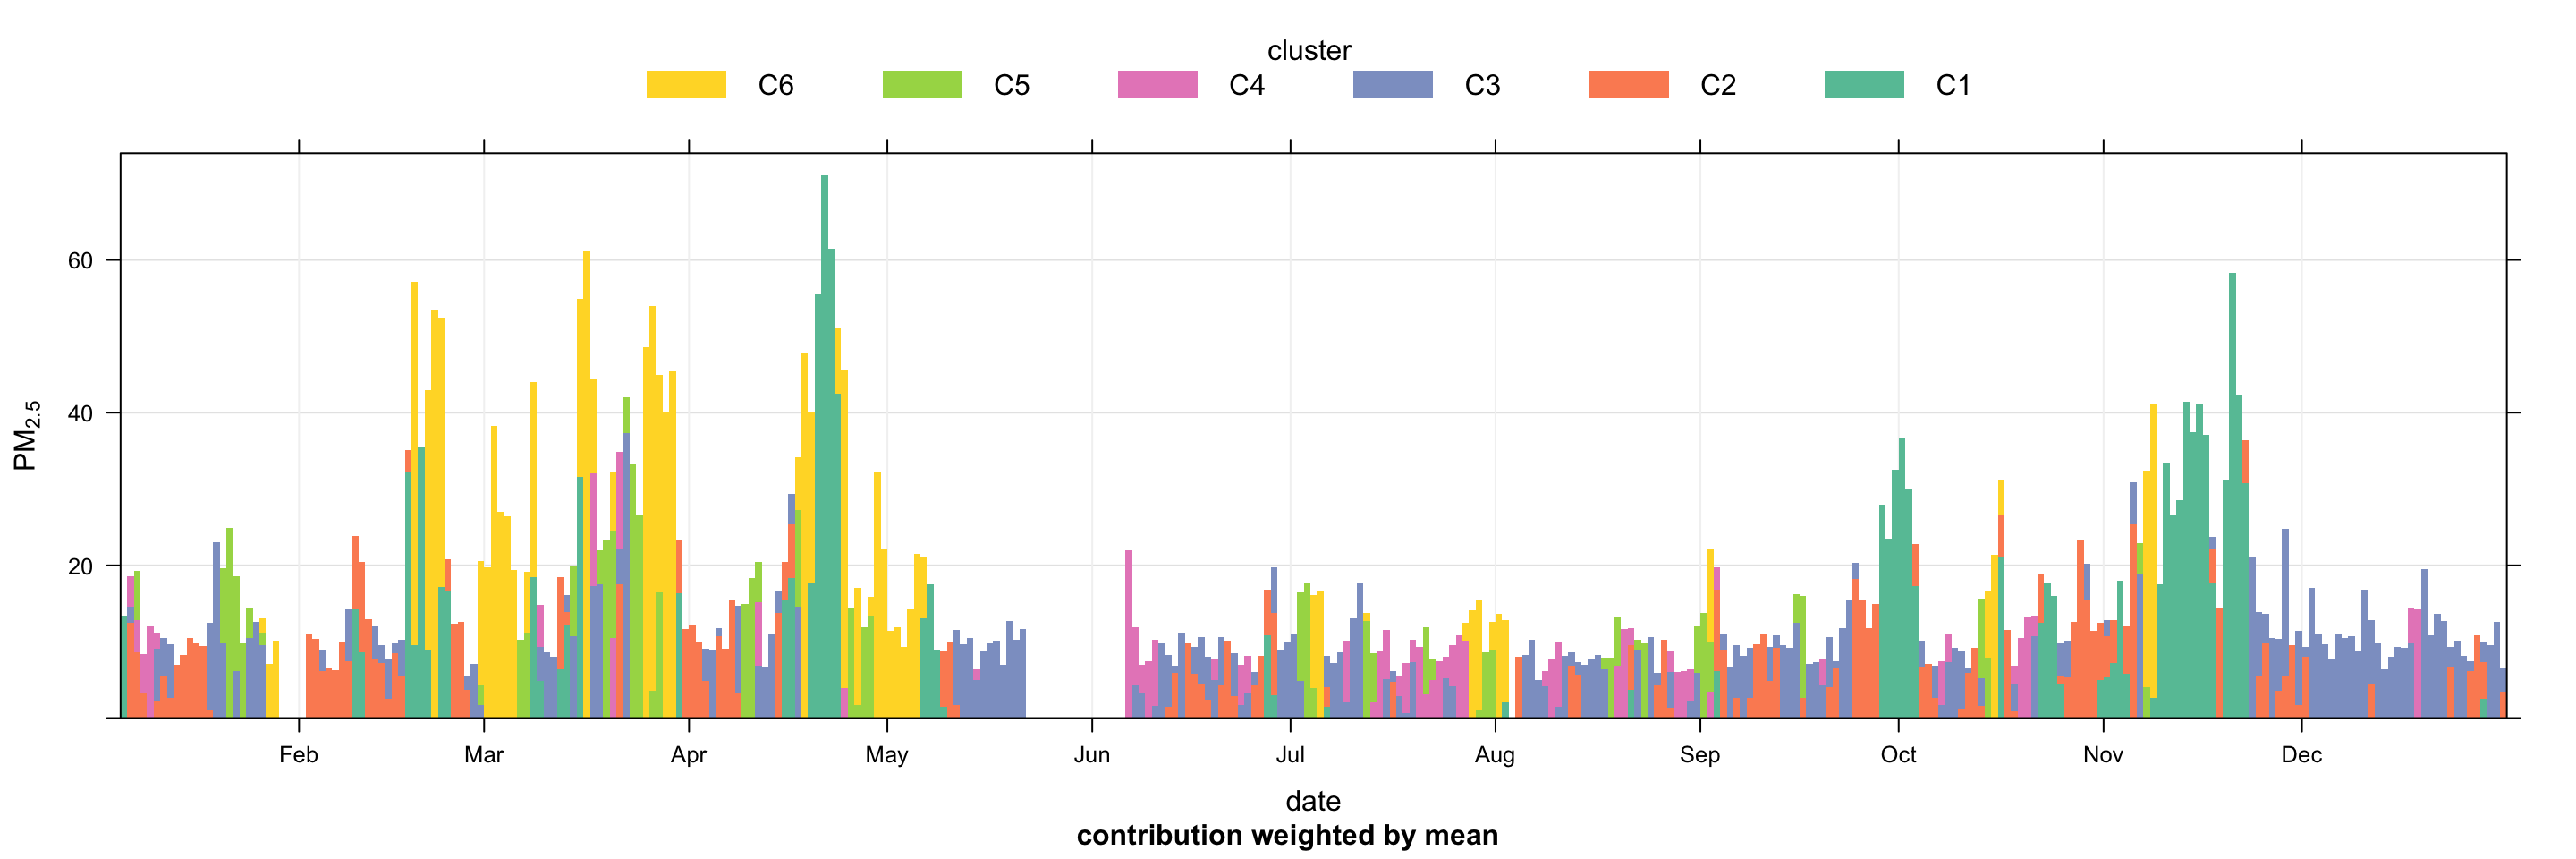 cluster
C6 C5 C4 C3 C2 C1
PM2.5
60
40
20
Feb Mar Apr May Jun Jul Aug Sep Oct Nov Dec
date
contribution weighted by mean